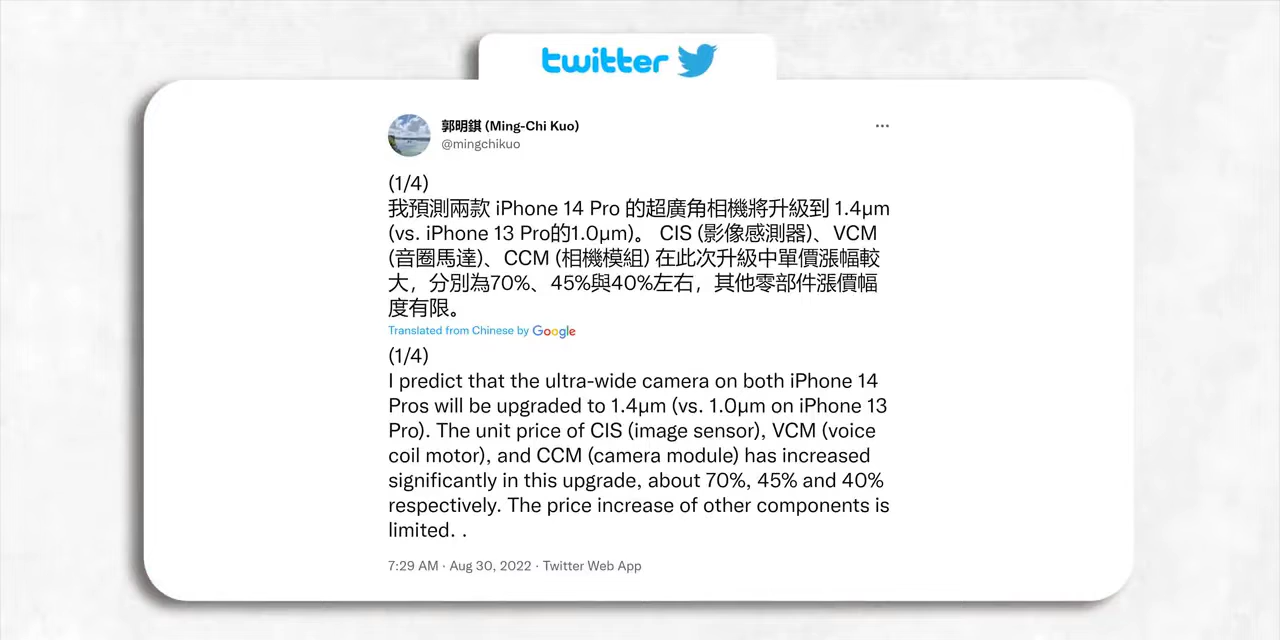 twitter
郭明錤 (Ming-Chi Kuo)
@mingchikuo
(1/4)
我預測兩款 iPhone 14 Pro 的超廣角相機將升級到 1.4µm
(vs. iPhone 13 Pro的1.0µm)。 CIS (影像感測器)、VCM
(音圈馬達)、CCM (相機模組) 在此次升級中單價漲幅較
大，分別為70%、45%與40%左右，其他零部件漲價幅
度有限。
Translated from Chinese by Google
(1/4)
I predict that the ultra-wide camera on both iPhone 14
Pros will be upgraded to 1.4µm (vs. 1.0µm on iPhone 13
Pro). The unit price of CIS (image sensor), VCM (voice
coil motor), and CCM (camera module) has increased
significantly in this upgrade, about 70%, 45% and 40%
respectively. The price increase of other components is
limited. .
7:29 AM · Aug 30, 2022 · Twitter Web App